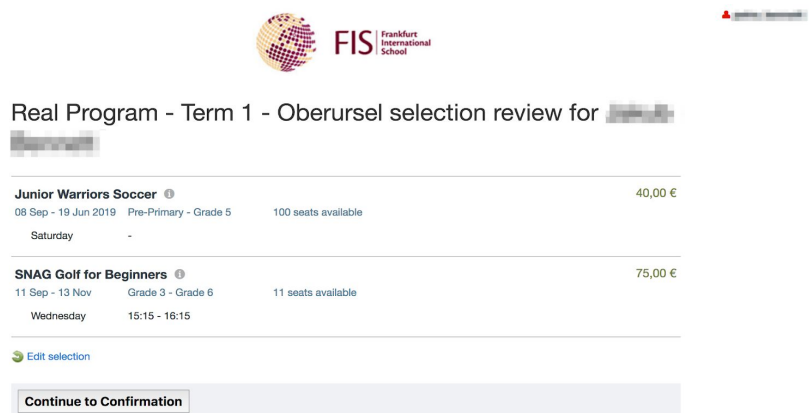 FIS Frankfurt
International
School
Real Program - Term 1 - Oberursel selection review for
Junior Warriors Soccer 40,00 €
08 Sep - 19 Jun 2019 Pre-Primary - Grade 5 100 seats available
Saturday -
SNAG Golf for Beginners 75,00 €
11 Sep - 13 Nov Grade 3 - Grade 6 11 seats available
Wednesday 15:15 - 16:15
Edit selection
Continue to Confirmation